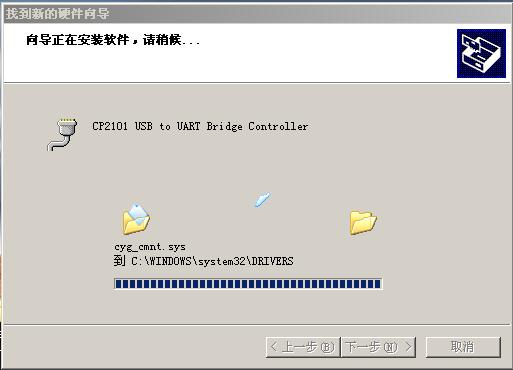 找到新的硬件向导
向导正在安装软件，请稍候...
CP2101 USB to UART Bridge Controller
cyg_cmnt.sys
到 C:\WINDOWS\system32\DRIVERS
< 上一步(B) 下一步(N) > 取消